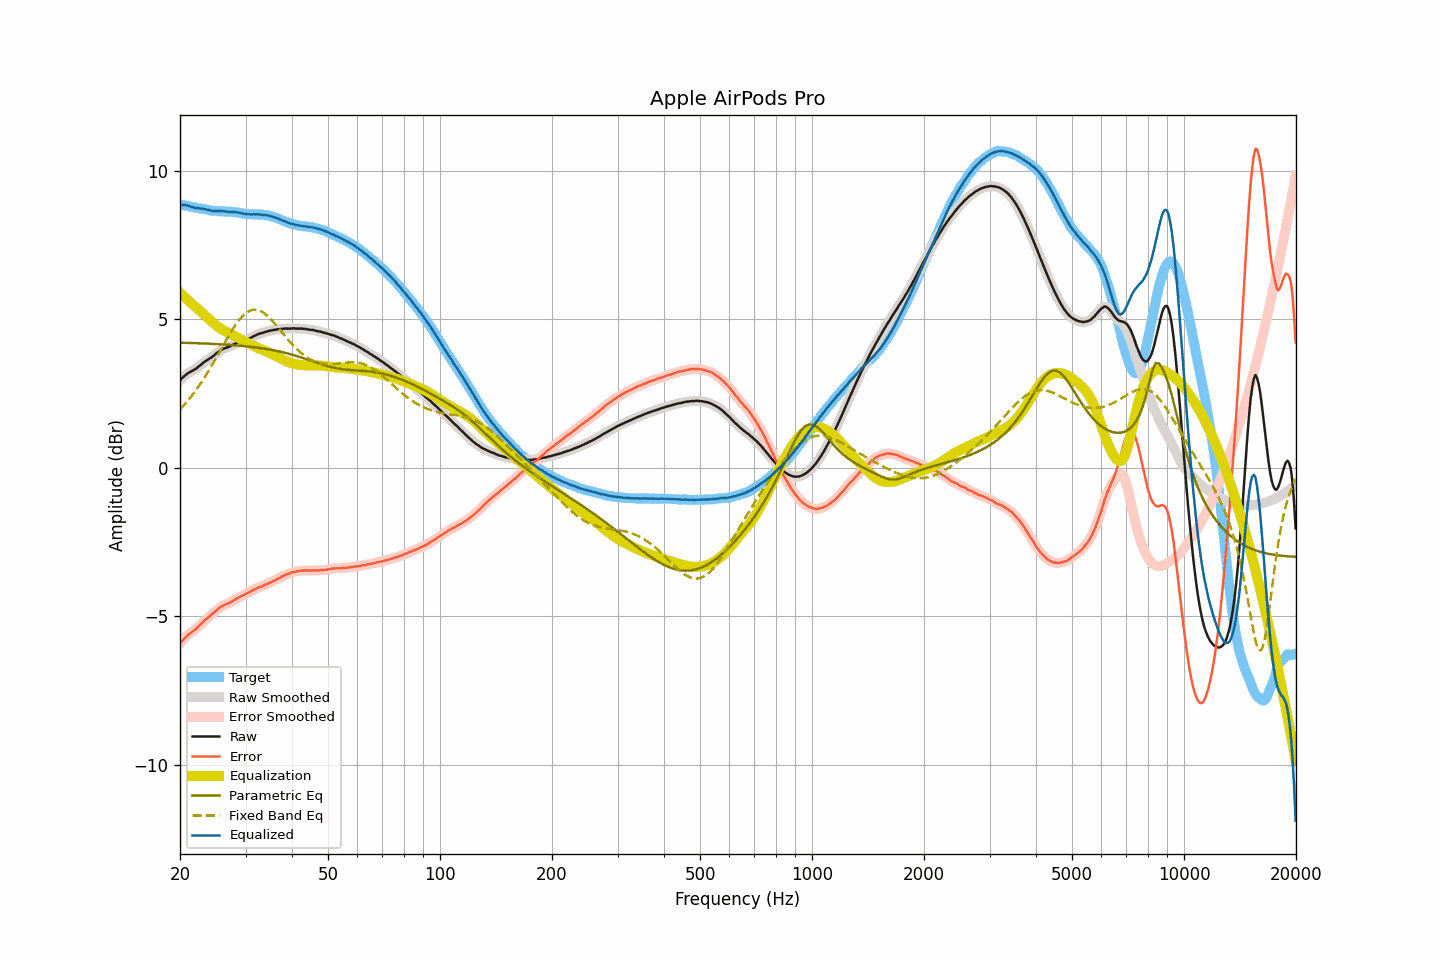 Apple AirPods Pro
Amplitude (dBr)
10
5
0
−5
−10
Target
Raw Smoothed
Error Smoothed
Raw
Error
Equalization
Parametric Eq
Fixed Band Eq
Equalized
20 50 100 200 500 1000 2000 5000 10000 20000
Frequency (Hz)